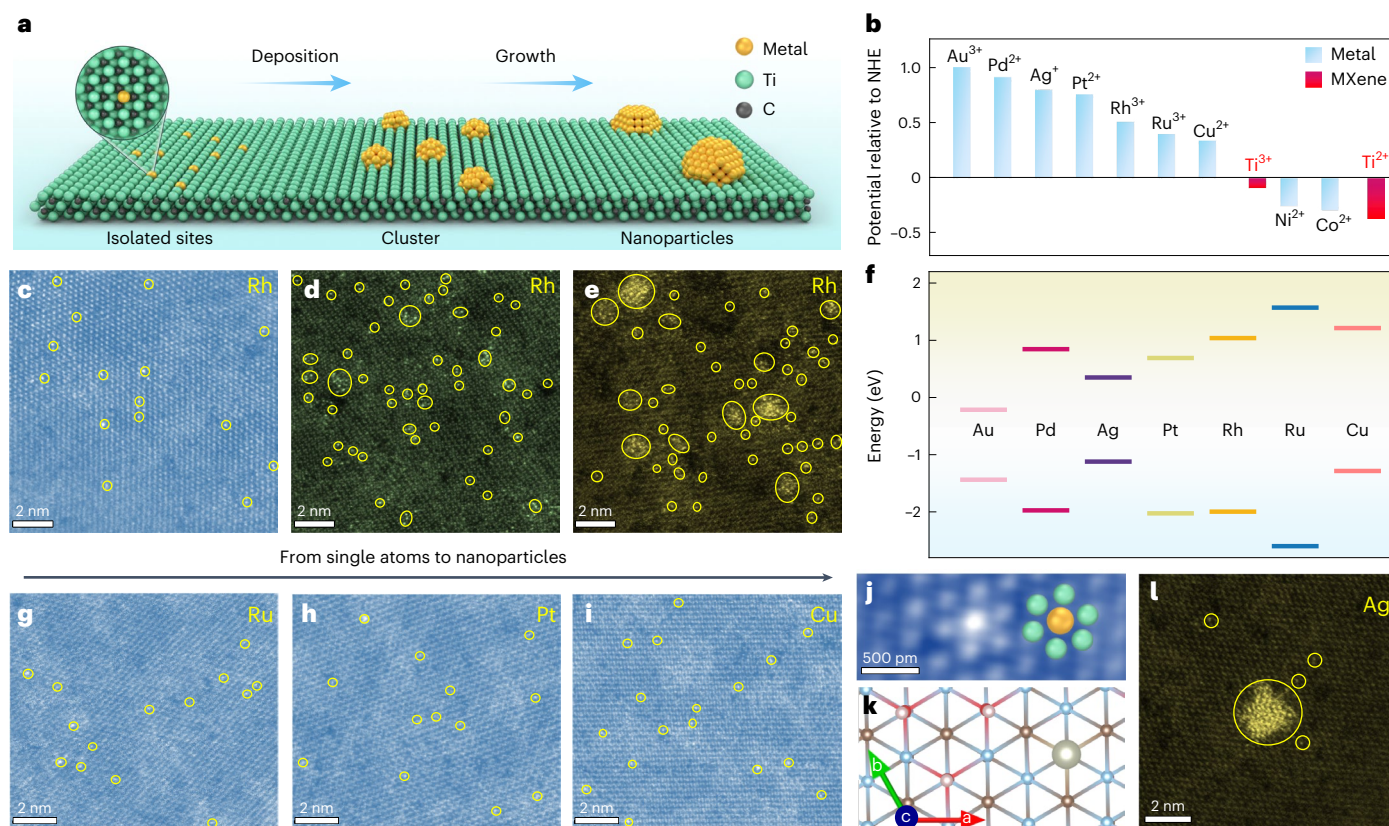 a
Deposition
Growth
Metal
Ti
C
Isolated sites
Cluster
Nanoparticles
b
Potential relative to NHE
1.0
0.5
0
−0.5
Au3+
Pd2+
Ag+
Pt2+
Rh3+
Ru3+
Cu2+
Ti3+
Ni2+
Co2+
Ti2+
Metal
MXene
c
Rh
2 nm
d
Rh
2 nm
e
Rh
2 nm
f
Energy (eV)
2
1
0
−1
−2
Au
Pd
Ag
Pt
Rh
Ru
Cu
From single atoms to nanoparticles
g
Ru
2 nm
h
Pt
2 nm
i
Cu
2 nm
j
500 pm
k
b
c
a
l
Ag
2 nm